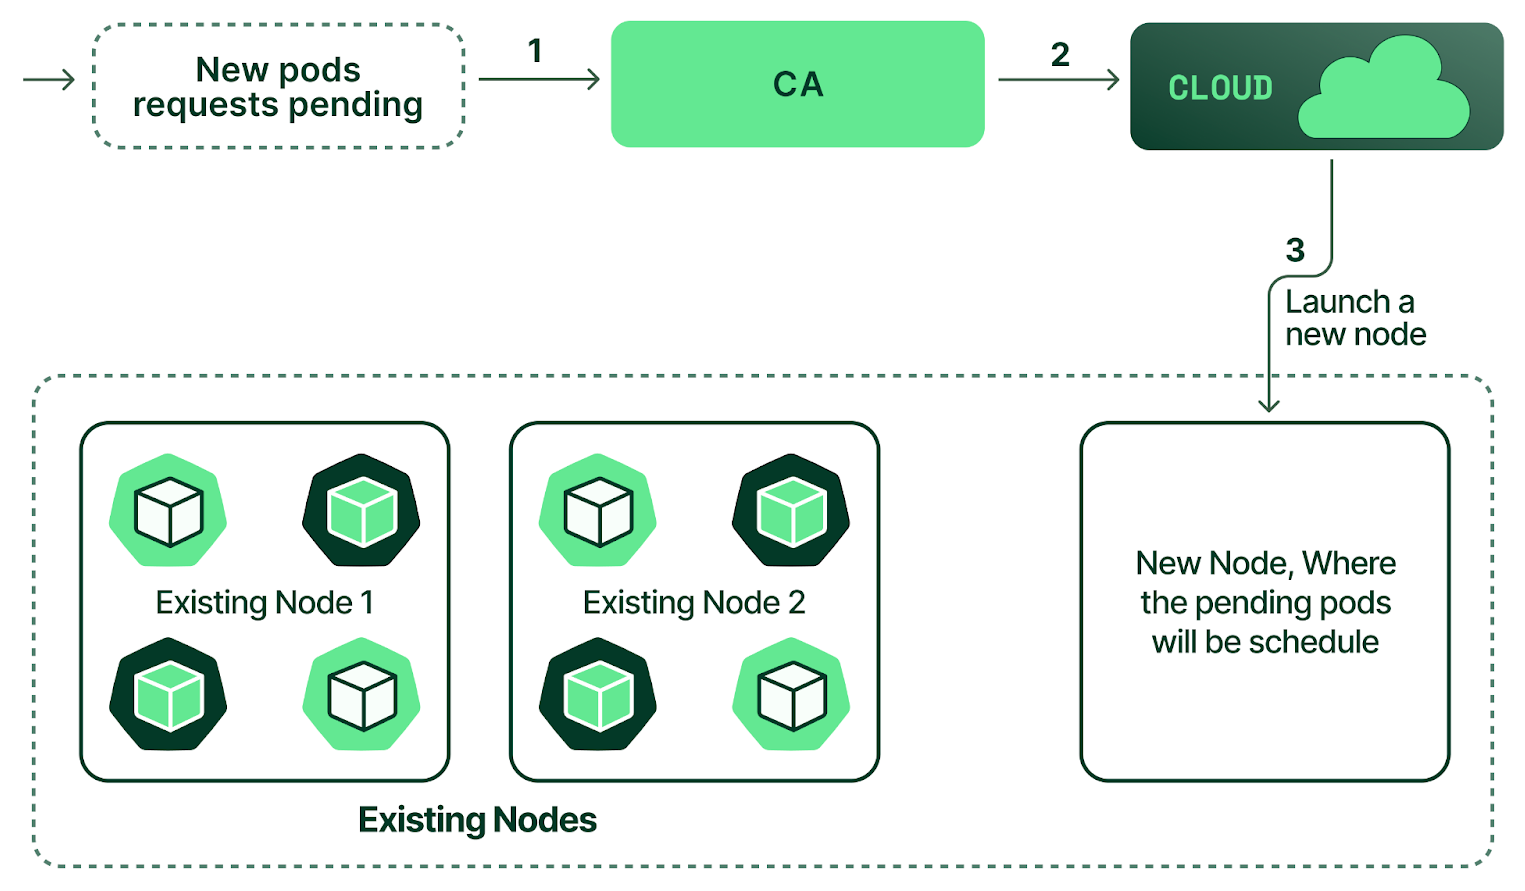 New pods
requests pending
1
CA
2
CLOUD
3
Launch a
new node
Existing Node 1
Existing Node 2
New Node, Where
the pending pods
will be schedule
Existing Nodes